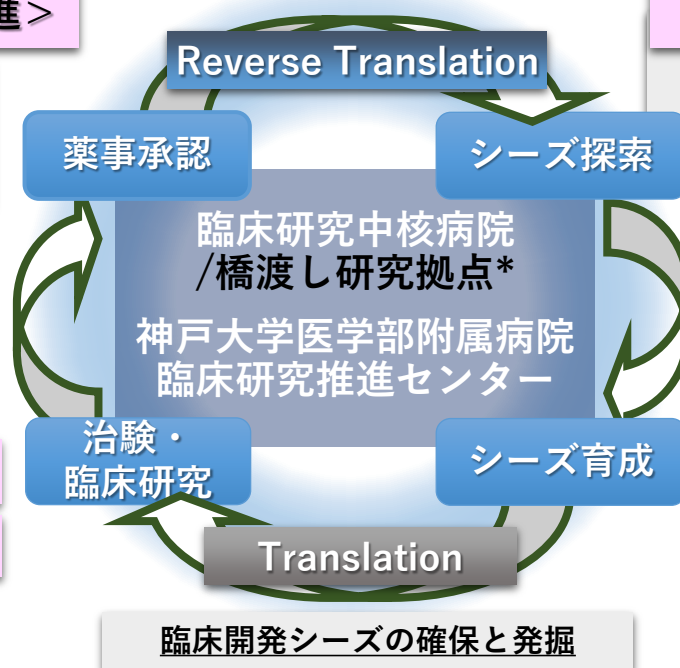 進>
Reverse Translation
薬事承認
シーズ探索
臨床研究中核病院
/橋渡し研究拠点*
神戸大学医学部附属病院
臨床研究推進センター
治験・
臨床研究
シーズ育成
Translation
臨床開発シーズの確保と発掘